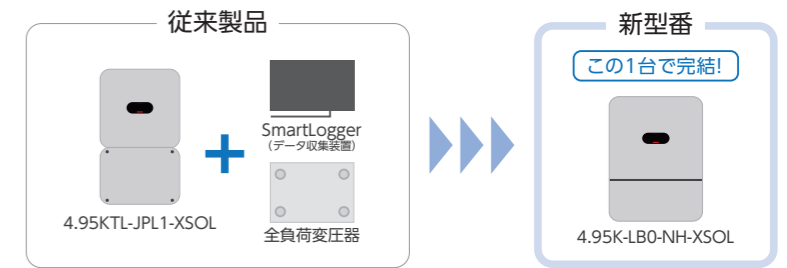 従来製品
4.95KTL-JPL1-XSOL
SmartLogger
(データ収集装置)
全負荷変圧器
新型番
この1台で完結!
4.95K-LB0-NH-XSOL